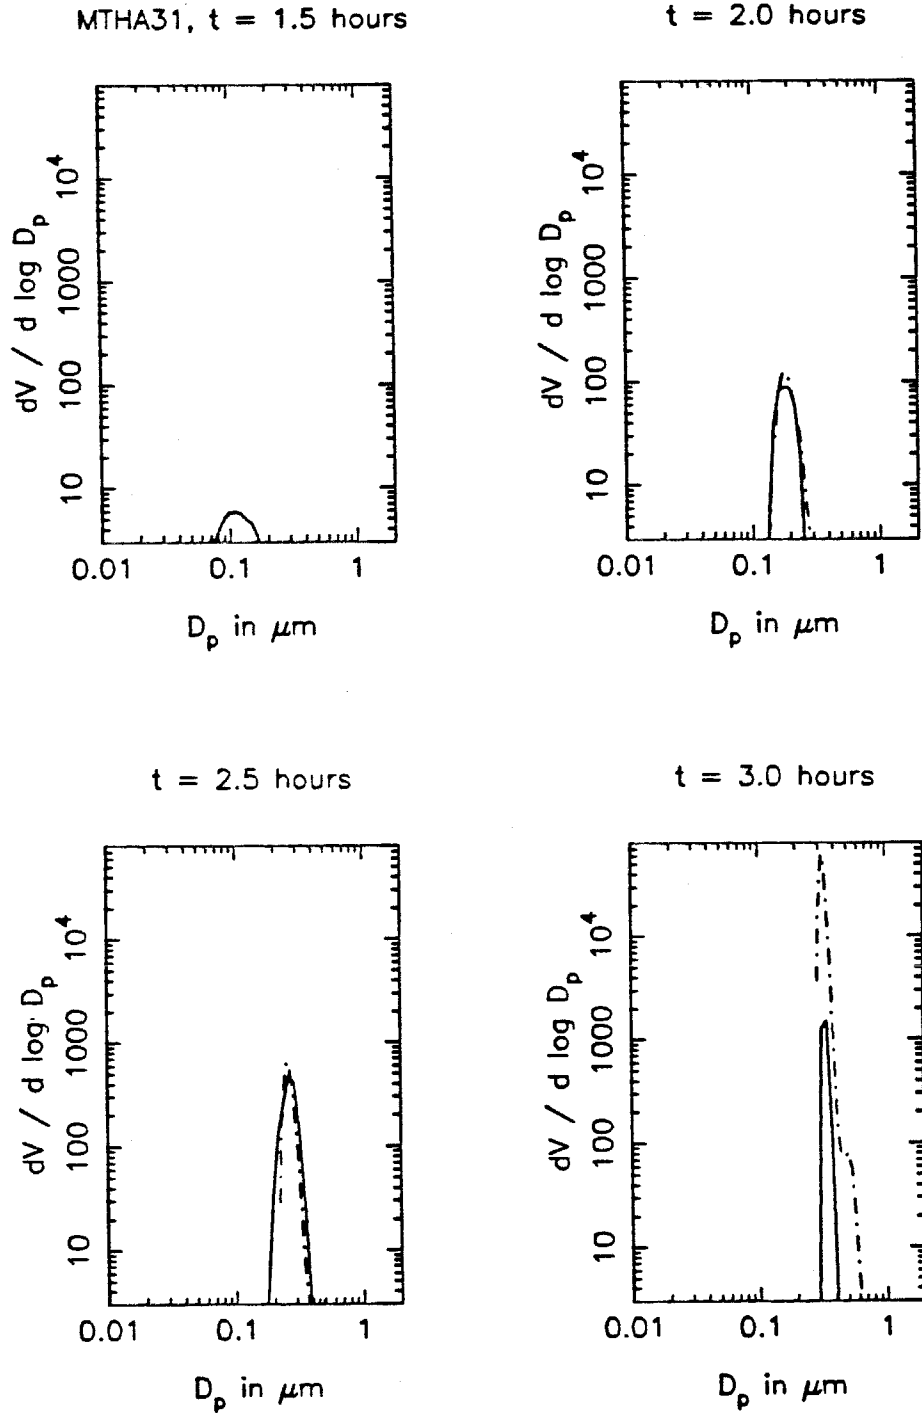 MTHA31, t = 1.5 hours
dV / d log Dp
10⁴
1000
100
10
0.01 0.1 1
Dp in μm
t = 2.0 hours
dV / d log Dp
10⁴
1000
100
10
0.01 0.1 1
Dp in μm
t = 2.5 hours
dV / d log Dp
10⁴
1000
100
10
0.01 0.1 1
Dp in μm
t = 3.0 hours
dV / d log Dp
10⁴
1000
100
10
0.01 0.1 1
Dp in μm